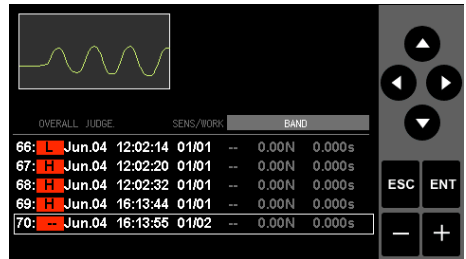 OVERALL JUDGE. SENS/WORK BAND
66: L Jun.04 12:02:14 01/01 -- 0.00N 0.000s
67: H Jun.04 12:02:20 01/01 -- 0.00N 0.000s
68: H Jun.04 12:02:32 01/01 -- 0.00N 0.000s
69: H Jun.04 16:13:44 01/01 -- 0.00N 0.000s
70: -- Jun.04 16:13:55 01/02 -- 0.00N 0.000s
ESC ENT
− +